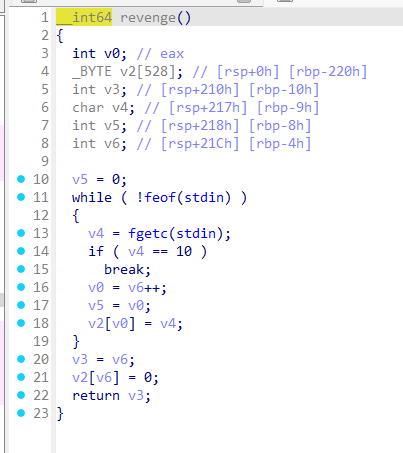 1 __int64 revenge()
2 {
3 int v0; // eax
4 _BYTE v2[528]; // [rsp+0h] [rbp-220h]
5 int v3; // [rsp+210h] [rbp-10h]
6 char v4; // [rsp+217h] [rbp-9h]
7 int v5; // [rsp+218h] [rbp-8h]
8 int v6; // [rsp+21Ch] [rbp-4h]
9
10 v5 = 0;
11 while ( !feof(stdin) )
12 {
13 v4 = fgetc(stdin);
14 if ( v4 == 10 )
15 break;
16 v0 = v6++;
17 v5 = v0;
18 v2[v0] = v4;
19 }
20 v3 = v6;
21 v2[v6] = 0;
22 return v3;
23 }